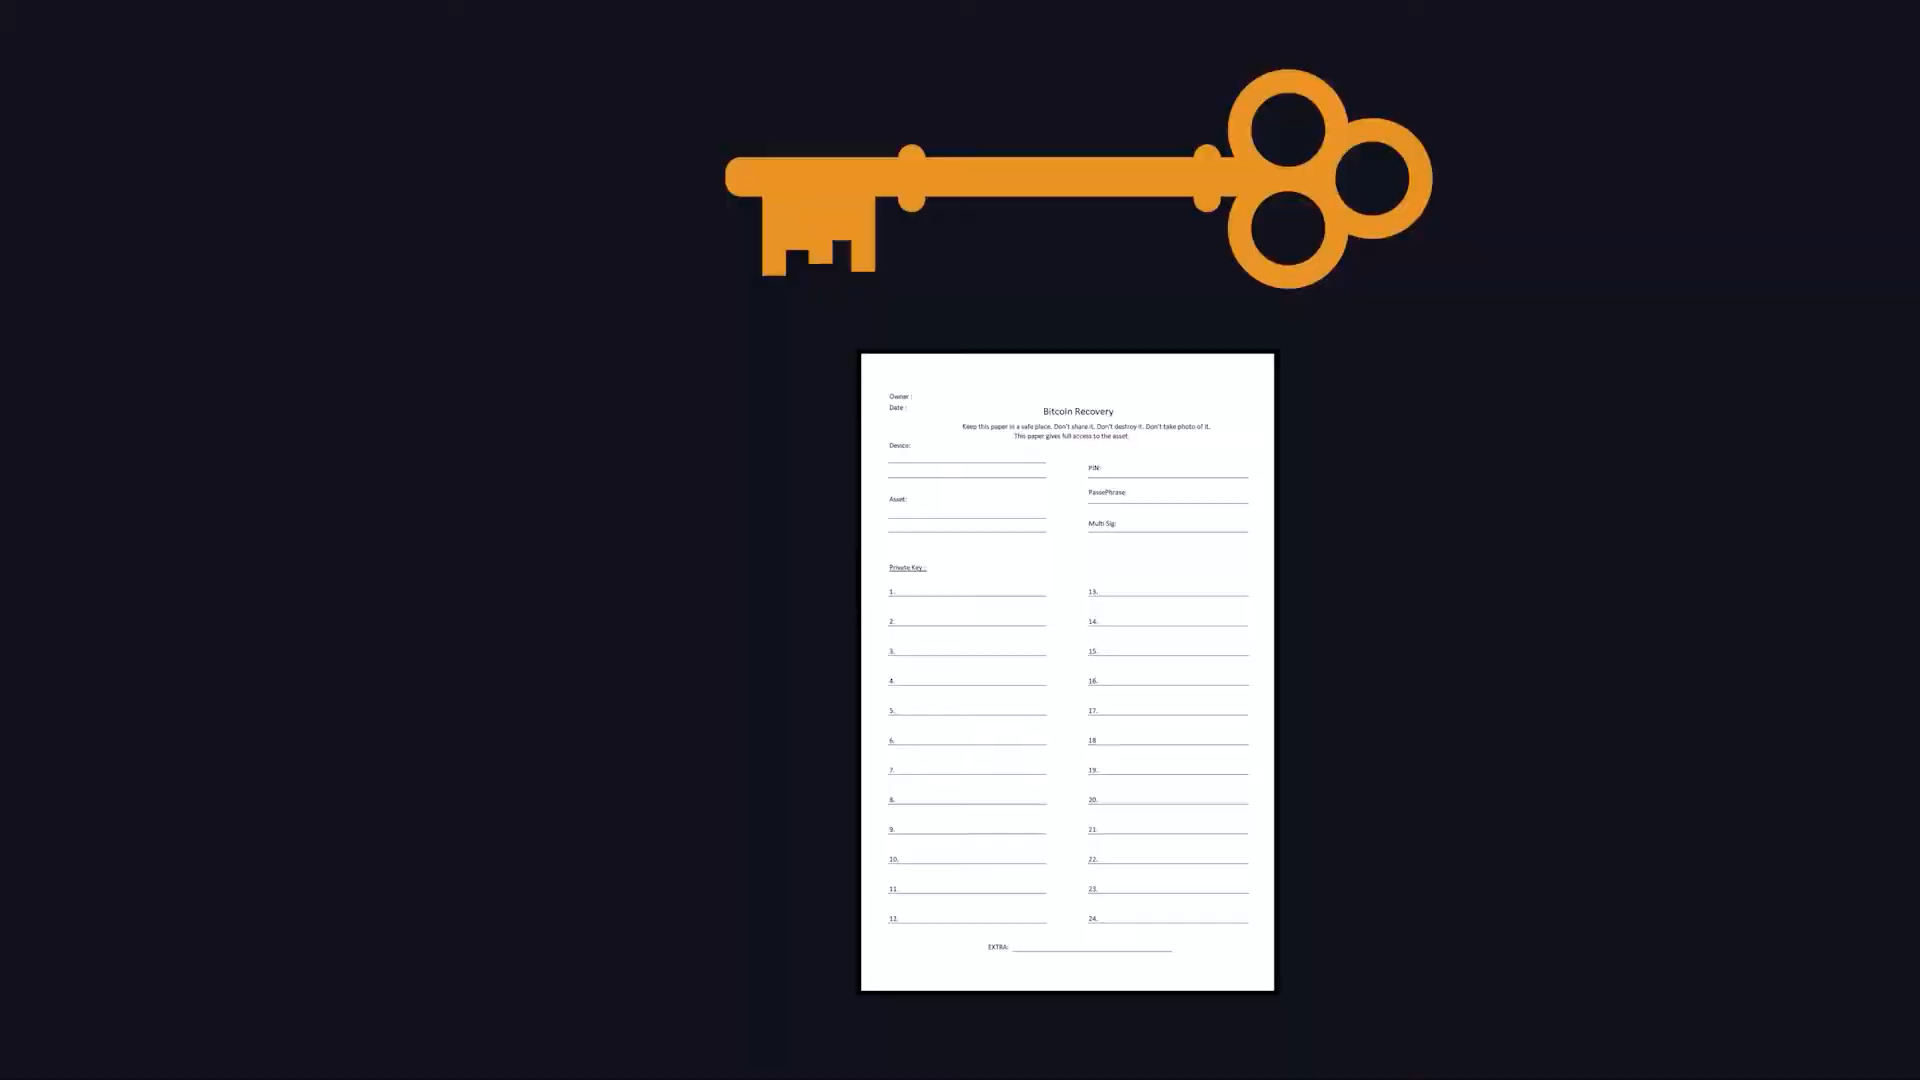 Owner :
Date :
Bitcoin Recovery
Keep this paper in a safe place. Don't share it. Don't destroy it. Don't take photo of it.
This paper gives full access to the asset.
Device:
PIN:
PassePhrase
Asset:
Multi Sig:
Private Key :
1.
2.
3.
4.
5.
6.
7.
8.
9.
10.
11.
12.
13.
14.
15.
16.
17.
18
19.
20.
21.
22.
23.
24.
EXTRA: